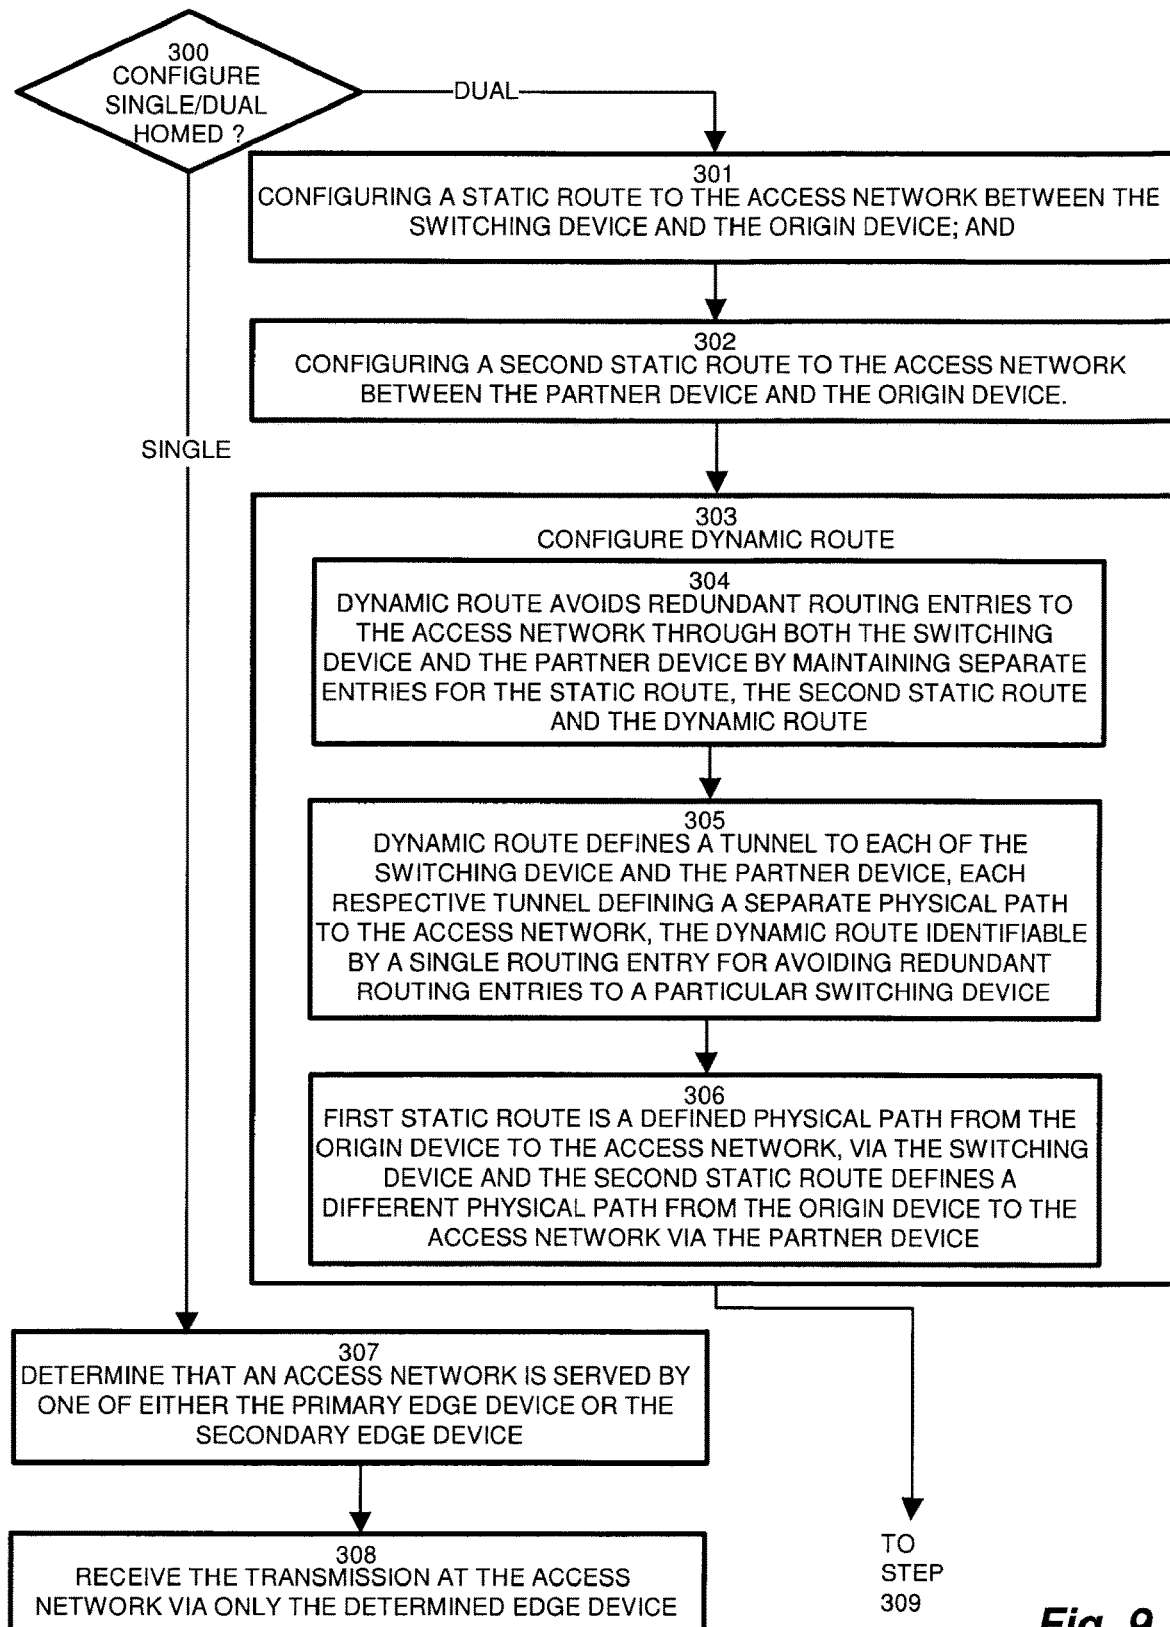 300
CONFIGURE
SINGLE/DUAL
HOMED ?
DUAL
301
CONFIGURING A STATIC ROUTE TO THE ACCESS NETWORK BETWEEN THE
SWITCHING DEVICE AND THE ORIGIN DEVICE; AND
302
CONFIGURING A SECOND STATIC ROUTE TO THE ACCESS NETWORK
BETWEEN THE PARTNER DEVICE AND THE ORIGIN DEVICE.
SINGLE
303
CONFIGURE DYNAMIC ROUTE
304
DYNAMIC ROUTE AVOIDS REDUNDANT ROUTING ENTRIES TO
THE ACCESS NETWORK THROUGH BOTH THE SWITCHING
DEVICE AND THE PARTNER DEVICE BY MAINTAINING SEPARATE
ENTRIES FOR THE STATIC ROUTE, THE SECOND STATIC ROUTE
AND THE DYNAMIC ROUTE
305
DYNAMIC ROUTE DEFINES A TUNNEL TO EACH OF THE
SWITCHING DEVICE AND THE PARTNER DEVICE, EACH
RESPECTIVE TUNNEL DEFINING A SEPARATE PHYSICAL PATH
TO THE ACCESS NETWORK, THE DYNAMIC ROUTE IDENTIFIABLE
BY A SINGLE ROUTING ENTRY FOR AVOIDING REDUNDANT
ROUTING ENTRIES TO A PARTICULAR SWITCHING DEVICE
306
FIRST STATIC ROUTE IS A DEFINED PHYSICAL PATH FROM THE
ORIGIN DEVICE TO THE ACCESS NETWORK, VIA THE SWITCHING
DEVICE AND THE SECOND STATIC ROUTE DEFINES A
DIFFERENT PHYSICAL PATH FROM THE ORIGIN DEVICE TO THE
ACCESS NETWORK VIA THE PARTNER DEVICE
307
DETERMINE THAT AN ACCESS NETWORK IS SERVED BY
ONE OF EITHER THE PRIMARY EDGE DEVICE OR THE
SECONDARY EDGE DEVICE
308
RECEIVE THE TRANSMISSION AT THE ACCESS
NETWORK VIA ONLY THE DETERMINED EDGE DEVICE
TO
STEP
309
Fig. 9